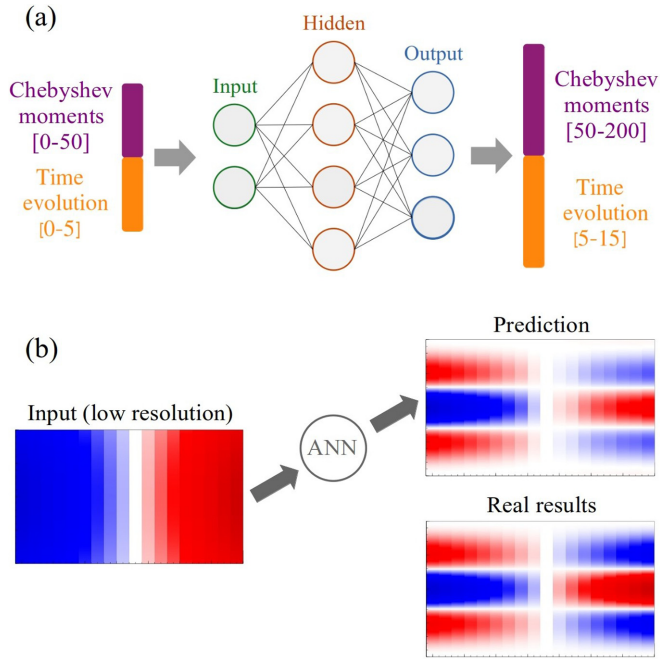 (a)
Hidden
Input
Output
Chebyshev
moments
[0-50]
Time
evolution
[0-5]
Chebyshev
moments
[50-200]
Time
evolution
[5-15]
(b)
Input (low resolution)
ANN
Prediction
Real results